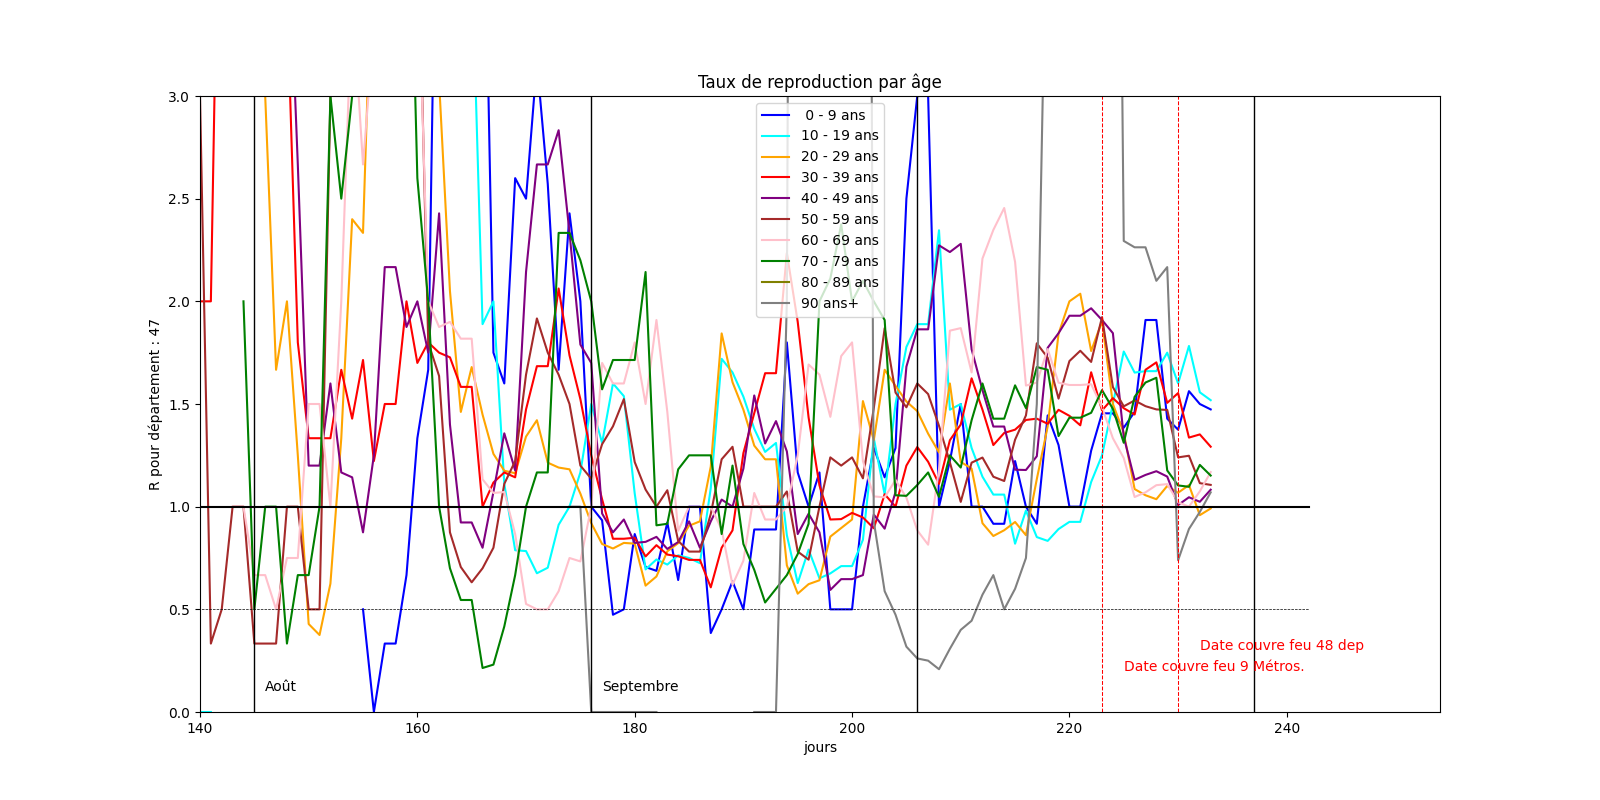 Taux de reproduction par âge
3.0
2.5
2.0
1.5
1.0
0.5
0.0
R pour département : 47
0 - 9 ans
10 - 19 ans
20 - 29 ans
30 - 39 ans
40 - 49 ans
50 - 59 ans
60 - 69 ans
70 - 79 ans
80 - 89 ans
90 ans+
Date couvre feu 48 dep
Date couvre feu 9 Métros.
Août
Septembre
140
160
180
200
220
240
jours